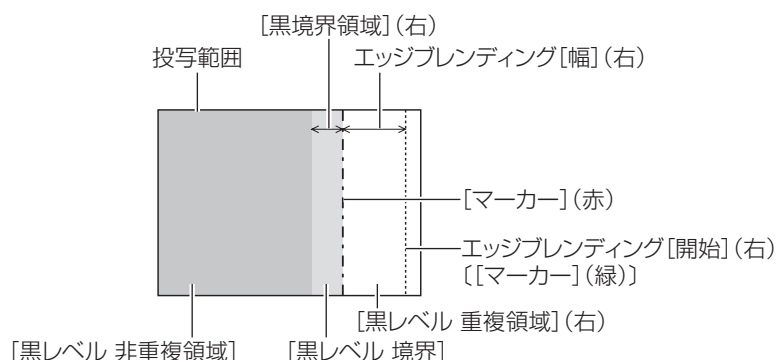 [黒境界領域](右)
投写範囲
エッジブレンディング[幅](右)
[マーカー](赤)
エッジブレンディング[開始](右)
〔[マーカー](緑)〕
[黒レベル 重複領域](右)
[黒レベル 非重複領域]
[黒レベル 境界]